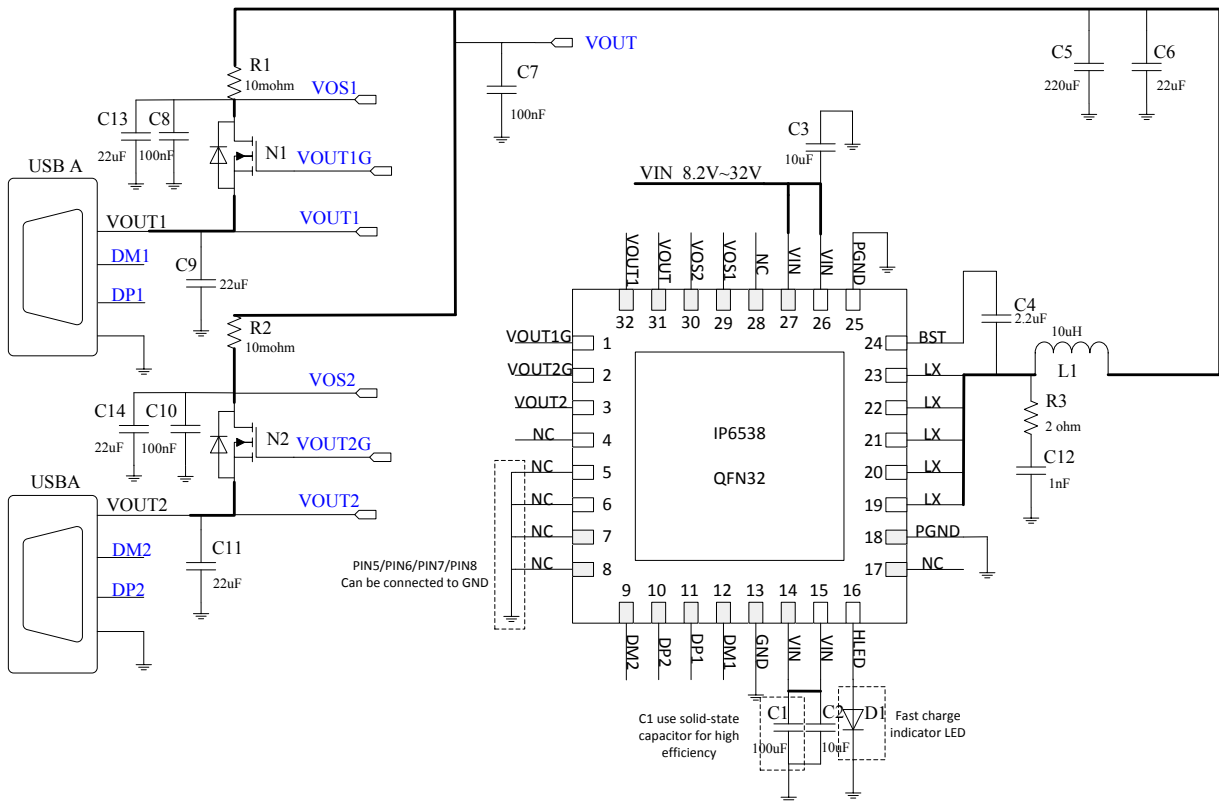 VOUT
R1
10mohm
VOS1
C13
22uF
C8
100nF
N1
VOUT1G
USB A
VOUT1
VOUT1
DM1
DP1
C9
22uF
C7
100nF
C5
220uF
C6
22uF
R2
10mohm
VOS2
C14
22uF
C10
100nF
N2
VOUT2G
USBA
VOUT2
VOUT2
DM2
DP2
C11
22uF
C3
10uF
VIN 8.2V~32V
VOUT1
VOUT
VOS2
VOS1
NC
VIN
VIN
PGND
32 31 30 29 28 27 26 25
VOUT1G 1
VOUT2G 2
VOUT2 3
NC 4
NC 5
NC 6
NC 7
NC 8
PIN5/PIN6/PIN7/PIN8
Can be connected to GND
IP6538
QFN32
24 BST
23 LX
22 LX
21 LX
20 LX
19 LX
18 PGND
17 NC
C4
2.2uF
10uH
L1
R3
2 ohm
C12
1nF
9 10 11 12 13 14 15 16
DM2
DP2
DP1
DM1
GND
VIN
VIN
HLED
C1 use solid-state
capacitor for high
efficiency
C1
100uF
C2
10uF
D1
Fast charge
indicator LED